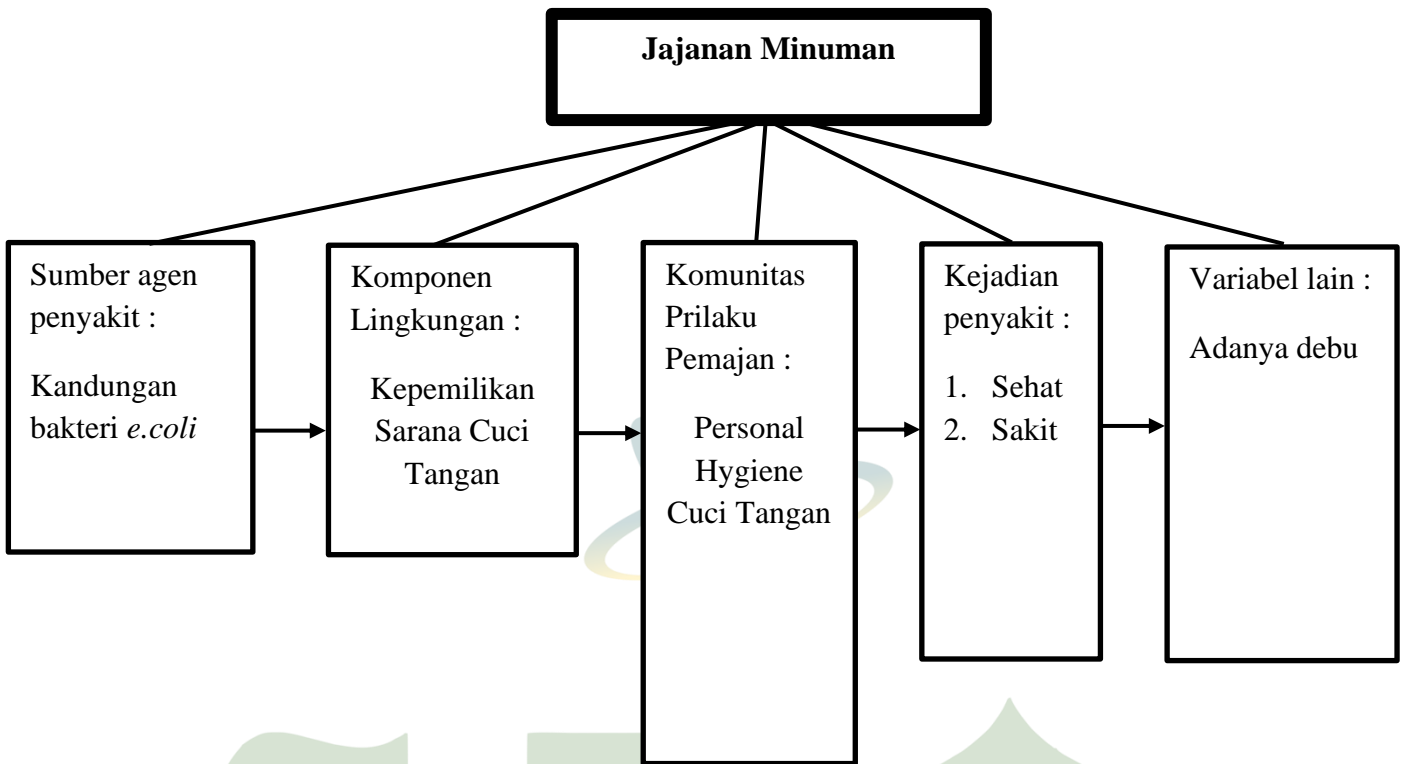 Jajanan Minuman
Sumber agen
penyakit :
Kandungan
bakteri e.coli
Komponen
Lingkungan :
Kepemilikan
Sarana Cuci
Tangan
Komunitas
Prilaku
Pemajan :
Personal
Hygiene
Cuci Tangan
Kejadian
penyakit :
1. Sehat
2. Sakit
Variabel lain :
Adanya debu